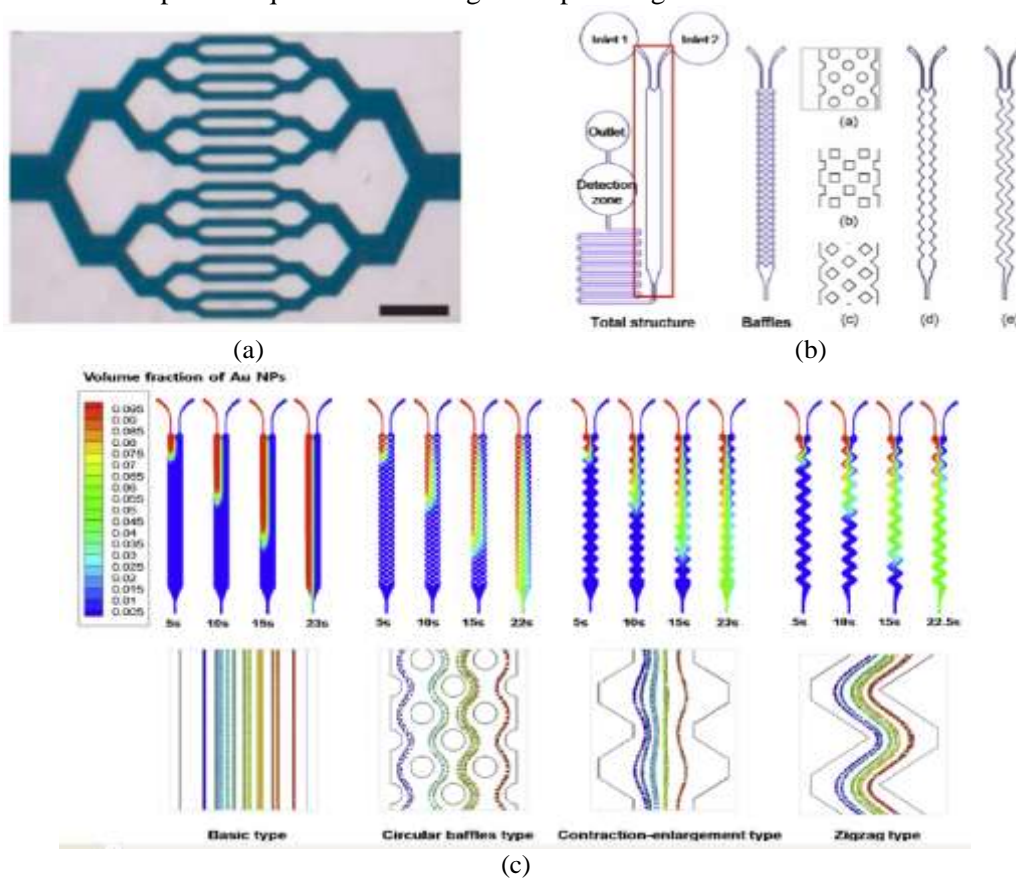 Inlet 1 Inlet 2
Outlet
Detection
zone
Total structure Baffles
(a)
(b)
(c) (d) (e)
(a) (b)
Volume fraction of Au NPs
0.095
0.09
0.085
0.08
0.075
0.07
0.065
0.06
0.055
0.05
0.045
0.04
0.035
0.03
0.02
0.015
0.01
0.005
5s 10s 15s 23s 5s 10s 15s 22s 5s 10s 15s 23s 5s 10s 15s 22.5s
Basic type Circular baffles type Contraction-enlargement type Zigzag type
(c)